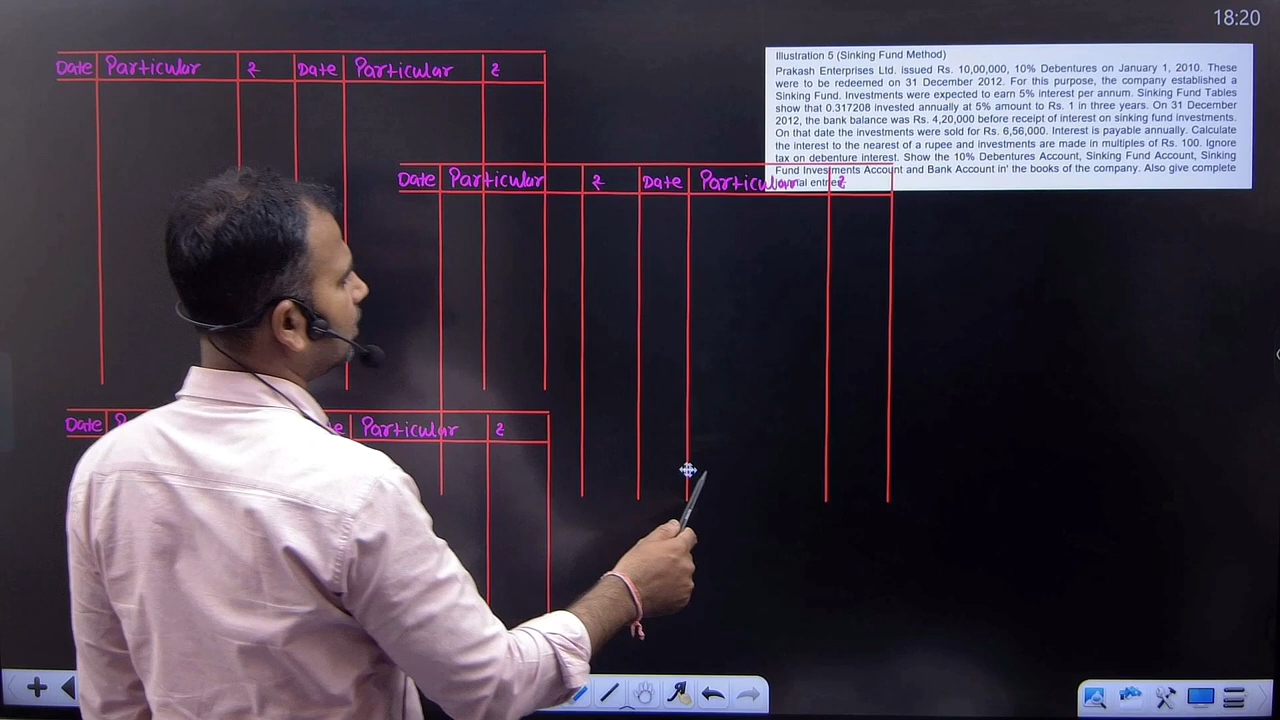 18:20
Date Particular ₹ Date Particular ₹
Illustration 5 (Sinking Fund Method)
Prakash Enterprises Ltd. issued Rs. 10,00,000, 10% Debentures on January 1, 2010. These
were to be redeemed on 31 December 2012. For this purpose, the company established a
Sinking Fund. Investments were expected to earn 5% interest per annum. Sinking Fund Tables
show that 0.317208 invested annually at 5% amount to Rs. 1 in three years. On 31 December
2012, the bank balance was Rs. 4,20,000 before receipt of interest on sinking fund investments.
On that date the investments were sold for Rs. 6,56,000. Interest is payable annually. Calculate
the interest to the nearest of a rupee and investments are made in multiples of Rs. 100. Ignore
tax on debenture interest. Show the 10% Debentures Account, Sinking Fund Account, Sinking
Fund Investments Account and Bank Account in' the books of the company. Also give complete
journal entries
Date Particular ₹ Date Particular ₹
Date Particular ₹